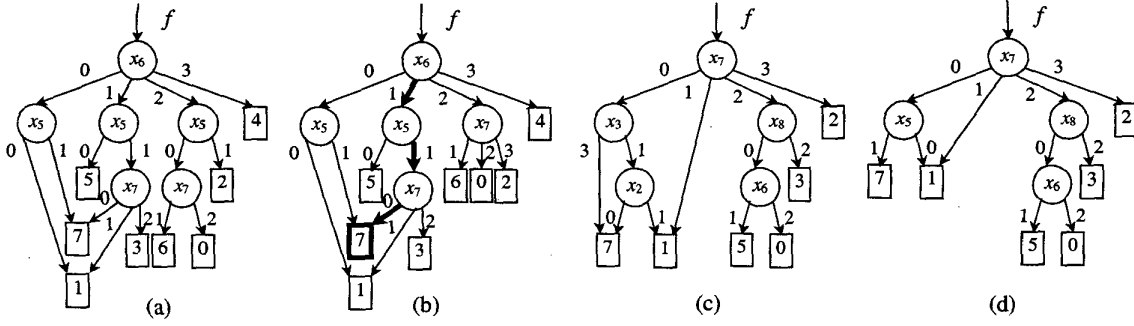 f f f f
x6 x6 x7 x7
0 3 0 3 0 3 0 3
1 2 1 2 1 2 1 2
x5 x5 x5 4 x5 x5 x7 4 x3 x8 2 x5 x8 2
0 1 0 1 0 1 0 1 0 1 1 2 3 3 1 0 2 1 0 0 2
5 x7 x7 2 5 x7 6 0 2 x2 x6 3 7 1 x6 3
0 1 2 1 2 0 1 2 0 1 1 2 1 2
7 3 6 0 7 3 7 1 5 0 5 0
1 1
(a) (b) (c) (d)